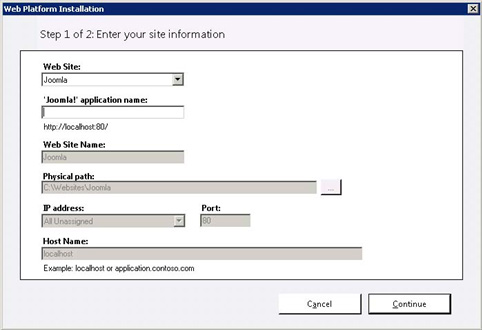 Web Platform Installation
Step 1 of 2: Enter your site information
Web Site:
Joomla
'Joomla!' application name:
http://localhost:80/
Web Site Name:
Joomla
Physical path:
C:\Websites\Joomla
...
IP address: Port:
All Unassigned 80
Host Name:
localhost
Example: localhost or application.contoso.com
Cancel Continue